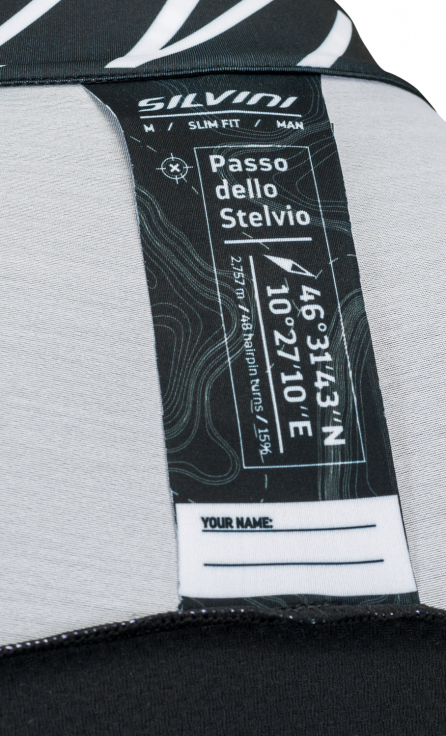 SILVINI
M / SLIM FIT / MAN
Passo
dello
Stelvio
46°31'43''N
10°27'10''E
2,757 m / 48 hairpin turns / 15%
YOUR NAME: